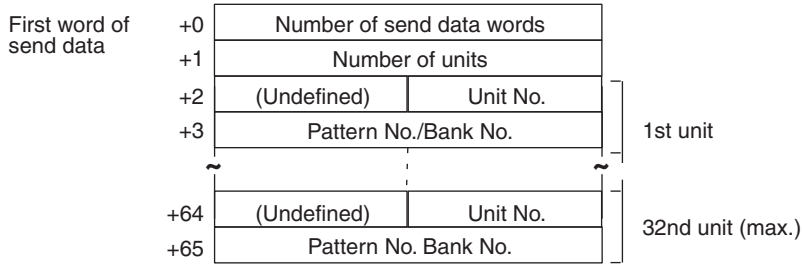 First word of
send data
+0 Number of send data words
+1 Number of units
+2 (Undefined) Unit No.
+3 Pattern No./Bank No.
1st unit
~ ~
+64 (Undefined) Unit No.
+65 Pattern No. Bank No.
32nd unit (max.)